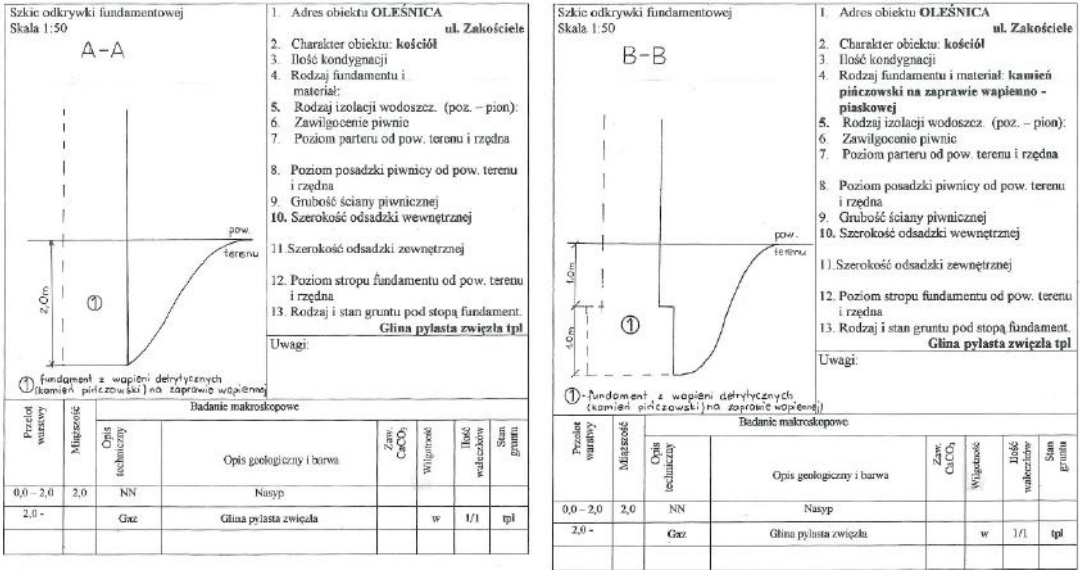 Szkic odkrywki fundamentowej
Skala 1:50
A-A
pow.
terenu
2,0m
1
1 fundament z wapieni detrytycznych
(kamień pińczowski) na zaprawie wapiennej
1. Adres obiektu OLEŚNICA
ul. Zakościele
2. Charakter obiektu: kościół
3. Ilość kondygnacji
4. Rodzaj fundamentu i
materiał:
5. Rodzaj izolacji wodoszcz. (poz. – pion):
6. Zawilgocenie piwnic
7. Poziom parteru od pow. terenu i rzędna
8. Poziom posadzki piwnicy od pow. terenu
i rzędna
9. Grubość ściany piwnicznej
10. Szerokość odsadzki wewnętrznej
11.Szerokość odsadzki zewnętrznej
12. Poziom stropu fundamentu od pow. terenu
i rzędna
13. Rodzaj i stan gruntu pod stopą fundament.
Glina pylasta zwięzła tpl
Uwagi:
Przelot warstwy
Miąższość
Badanie makroskopowe
Opis techniczny
Opis geologiczny i barwa
Zaw. CaCO3
Wilgotność
Ilość wałeczków
Stan gruntu
0,0 – 2,0 2,0 NN Nasyp
2,0 - Gπz Glina pylasta zwięzła w 1/1 tpl
Szkic odkrywki fundamentowej
Skala 1:50
B-B
pow.
terenu
1,0m
1,0m
1
1 - fundament z wapieni detrytycznych
(kamień pińczowski) na zaprawie wapiennej)
1. Adres obiektu OLEŚNICA
ul. Zakościele
2. Charakter obiektu: kościół
3. Ilość kondygnacji
4. Rodzaj fundamentu i materiał: kamień
pińczowski na zaprawie wapienno -
piaskowej
5. Rodzaj izolacji wodoszcz. (poz. – pion):
6. Zawilgocenie piwnic
7. Poziom parteru od pow. terenu i rzędna
8. Poziom posadzki piwnicy od pow. terenu
i rzędna
9. Grubość ściany piwnicznej
10. Szerokość odsadzki wewnętrznej
11.Szerokość odsadzki zewnętrznej
12. Poziom stropu fundamentu od pow. terenu
i rzędna
13. Rodzaj i stan gruntu pod stopą fundament.
Glina pylasta zwięzła tpl
Uwagi:
Przelot warstwy
Miąższość
Badanie makroskopowe
Opis techniczny
Opis geologiczny i barwa
Zaw. CaCO3
Wilgotność
Ilość wałeczków
Stan gruntu
0,0 – 2,0 2,0 NN Nasyp
2,0 - Gπz Glina pylasta zwięzła w 1/1 tpl